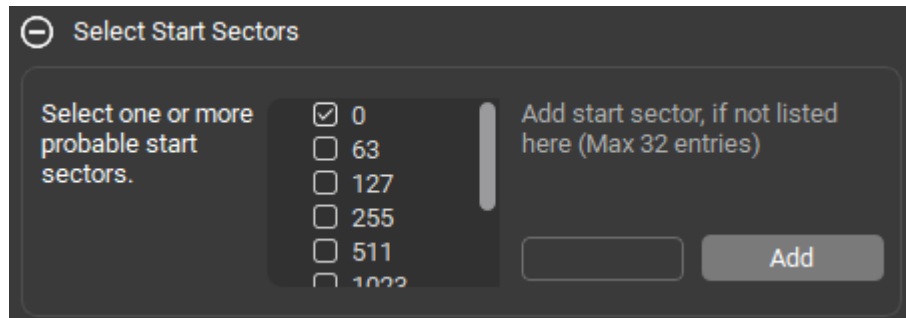 Select Start Sectors
Select one or more
probable start
sectors.
0
63
127
255
511
1023
Add start sector, if not listed
here (Max 32 entries)
Add